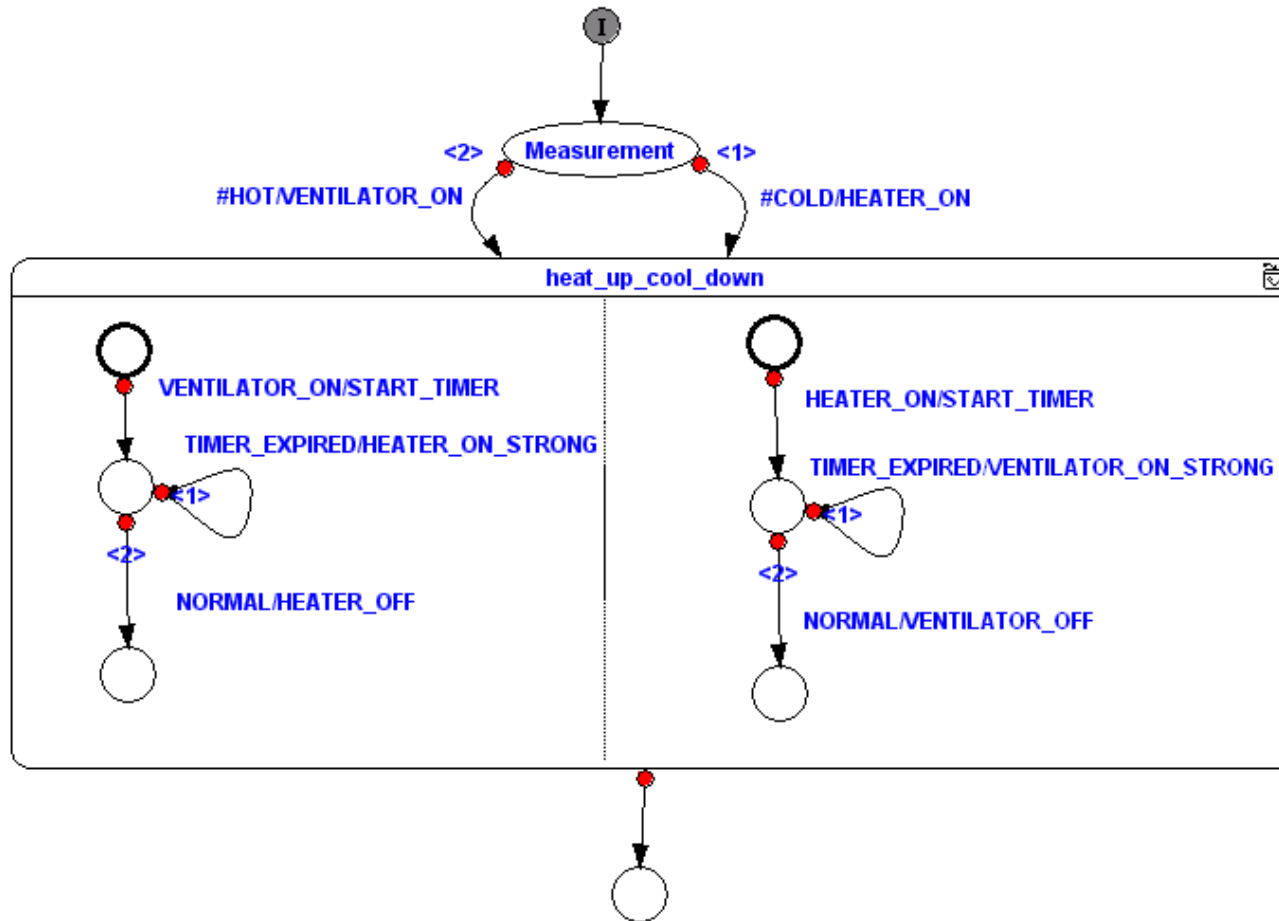 I
<2>
Measurement
<1>
#HOT/VENTILATOR_ON
#COLD/HEATER_ON
heat_up_cool_down
VENTILATOR_ON/START_TIMER
HEATER_ON/START_TIMER
TIMER_EXPIRED/HEATER_ON_STRONG
TIMER_EXPIRED/VENTILATOR_ON_STRONG
<1>
<1>
<2>
<2>
NORMAL/HEATER_OFF
NORMAL/VENTILATOR_OFF